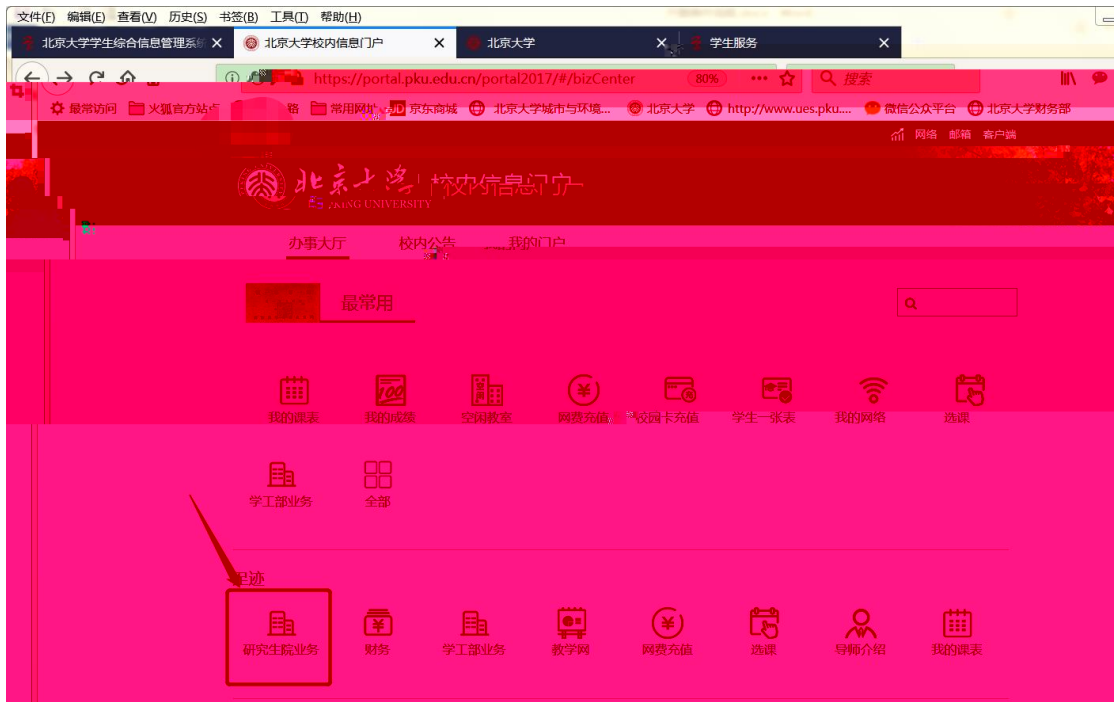 文件(F) 编辑(E) 查看(V) 历史(S) 书签(B) 工具(T) 帮助(H)
北京大学学生综合信息管理系统 北京大学校内信息门户 北京大学 学生服务
https://portal.pku.edu.cn/portal2017/#/bizCenter 80% 搜索
最常访问 火狐官方站点 常用网址 JD 京东商城 北京大学城市与环境... 北京大学 http://www.ues.pku.... 微信公众平台 北京大学财务部
网络 邮箱 客户端
北京大学 校内信息门户
UNIVERSITY
办事大厅 校内公告 我的门户
最常用
100
我的课表 我的成绩 空闲教室 网费充值 校园卡充值 学生一张表 我的网络 选课
学工部业务 全部
足迹
研究生院业务 财务 学工部业务 教学网 网费充值 选课 导师介绍 我的课表